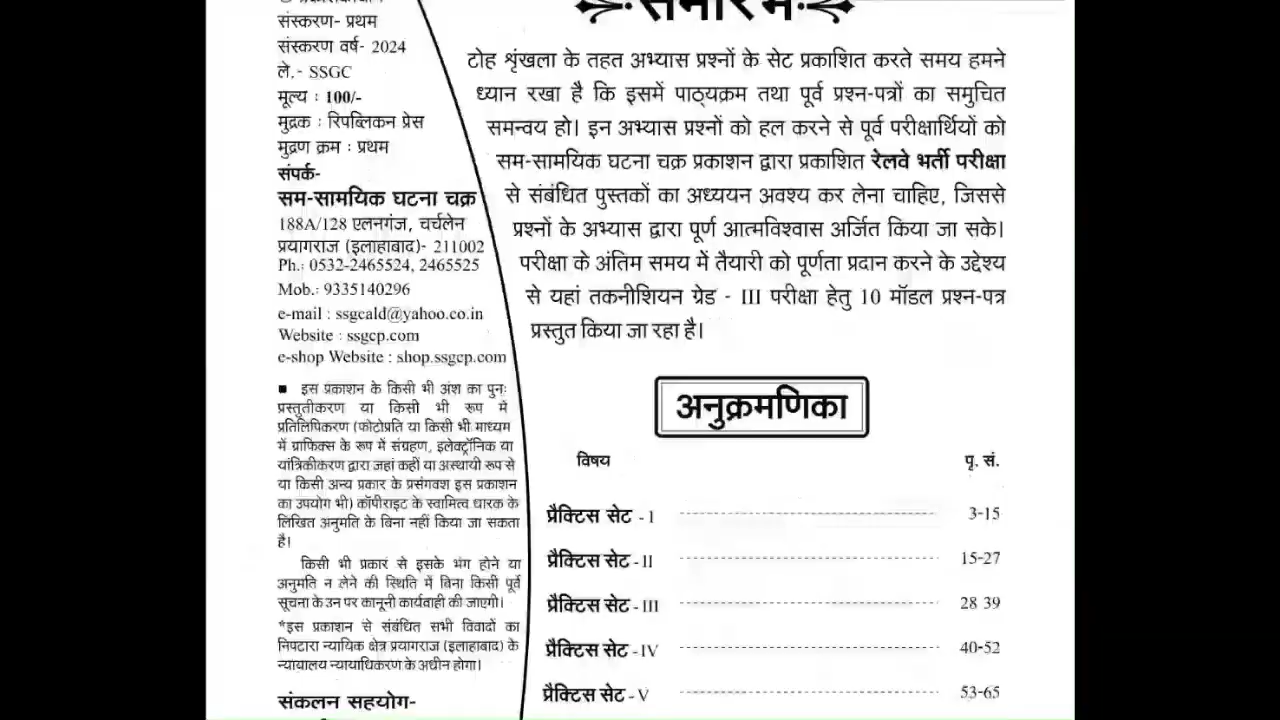 संस्करण- प्रथम
संस्करण वर्ष- 2024
ले.- SSGC
मूल्य : 100/-
मुद्रक : रिपब्लिकन प्रेस
मुद्रण क्रम : प्रथम
संपर्क-
सम-सामयिक घटना चक्र
188A/128 एलनगंज, चर्चलेन
प्रयागराज (इलाहाबाद)- 211002
Ph.: 0532-2465524, 2465525
Mob.: 9335140296
e-mail : ssgcald@yahoo.co.in
Website : ssgcp.com
e-shop Website : shop.ssgcp.com
■ इस प्रकाशन के किसी भी अंश का पुनः
प्रस्तुतीकरण या किसी भी रूप में
प्रतिलिपिकरण (फोटोप्रति या किसी भी माध्यम
में ग्राफिक्स के रूप में संग्रहण, इलेक्ट्रॉनिक या
यांत्रिकीकरण द्वारा जहां कहीं या अस्थायी रूप से
या किसी अन्य प्रकार के प्रसंगवश इस प्रकाशन
का उपयोग भी) कॉपीराइट के स्वामित्व धारक के
लिखित अनुमति के बिना नहीं किया जा सकता
है।
किसी भी प्रकार से इसके भंग होने या
अनुमति न लेने की स्थिति में बिना किसी पूर्व
सूचना के उन पर कानूनी कार्यवाही की जाएगी।
*इस प्रकाशन से संबंधित सभी विवादों का
निपटारा न्यायिक क्षेत्र प्रयागराज (इलाहाबाद) के
न्यायालय न्यायाधिकरण के अधीन होगा।
संकलन सहयोग-
टोह शृंखला के तहत अभ्यास प्रश्नों के सेट प्रकाशित करते समय हमने
ध्यान रखा है कि इसमें पाठ्यक्रम तथा पूर्व प्रश्न-पत्रों का समुचित
समन्वय हो। इन अभ्यास प्रश्नों को हल करने से पूर्व परीक्षार्थियों को
सम-सामयिक घटना चक्र प्रकाशन द्वारा प्रकाशित रेलवे भर्ती परीक्षा
से संबंधित पुस्तकों का अध्ययन अवश्य कर लेना चाहिए, जिससे
प्रश्नों के अभ्यास द्वारा पूर्ण आत्मविश्वास अर्जित किया जा सके।
परीक्षा के अंतिम समय में तैयारी को पूर्णता प्रदान करने के उद्देश्य
से यहां तकनीशियन ग्रेड - III परीक्षा हेतु 10 मॉडल प्रश्न-पत्र
प्रस्तुत किया जा रहा है।
अनुक्रमणिका
विषय पृ. सं.
प्रैक्टिस सेट - I 3-15
प्रैक्टिस सेट - II 15-27
प्रैक्टिस सेट - III 28 39
प्रैक्टिस सेट - IV 40-52
प्रैक्टिस सेट - V 53-65